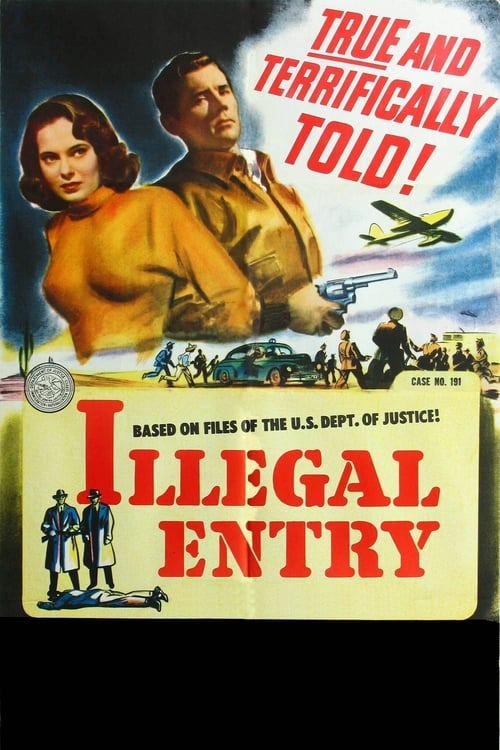 TRUE AND
TERRIFICALLY
TOLD!
CASE NO. 191
BASED ON FILES OF THE U.S. DEPT. OF JUSTICE!
ILLEGAL
ENTRY